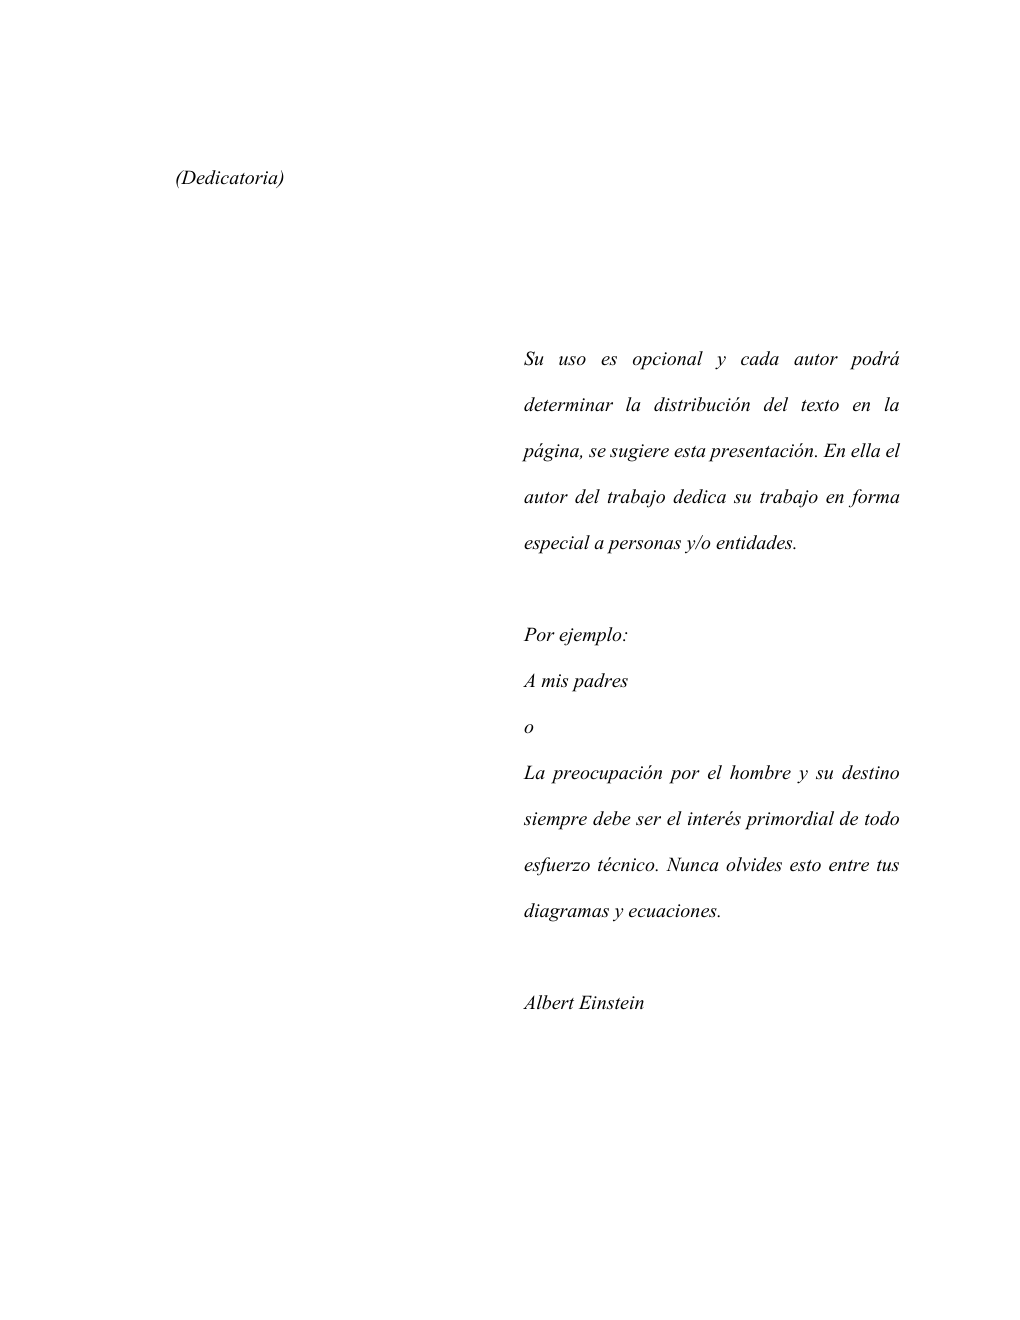 (Dedicatoria)
Su uso es opcional y cada autor podrá
determinar la distribución del texto en la
página, se sugiere esta presentación. En ella el
autor del trabajo dedica su trabajo en forma
especial a personas y/o entidades.
Por ejemplo:
A mis padres
o
La preocupación por el hombre y su destino
siempre debe ser el interés primordial de todo
esfuerzo técnico. Nunca olvides esto entre tus
diagramas y ecuaciones.
Albert Einstein